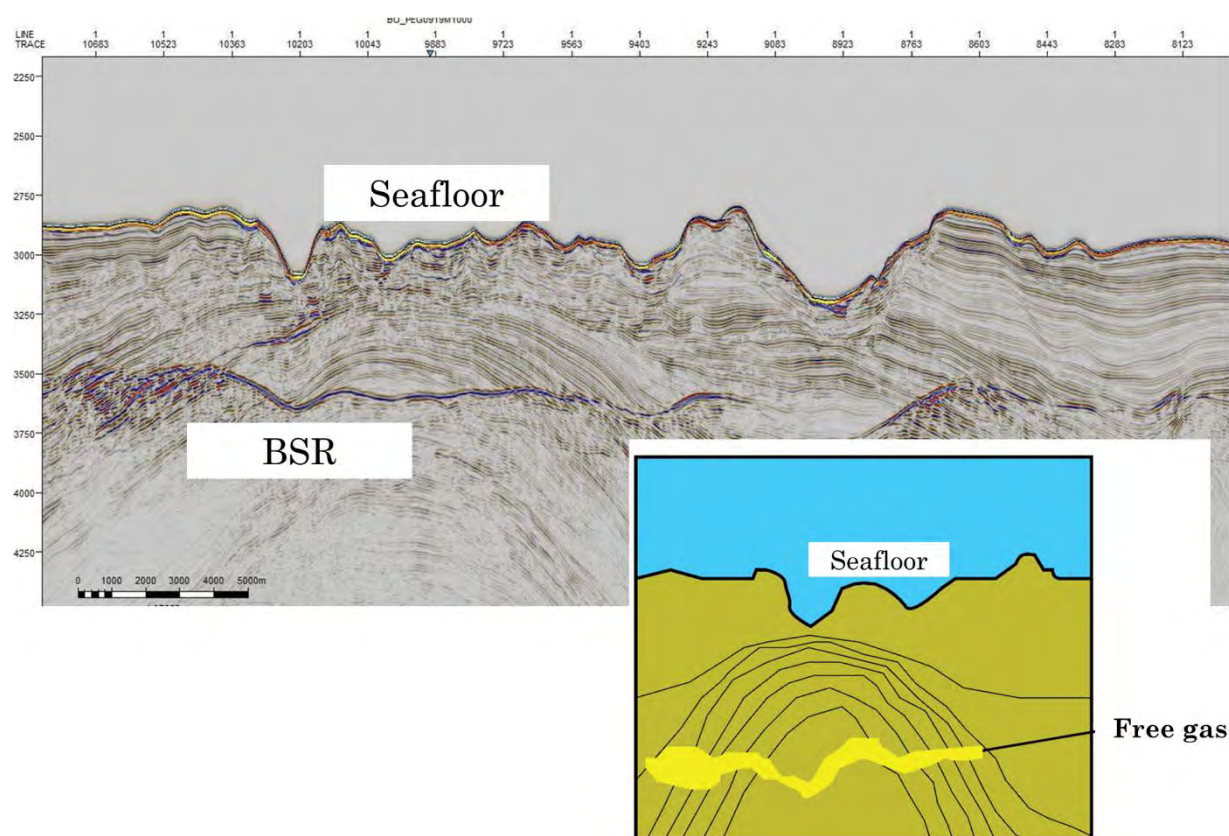 BO_PEG0919M1000
LINE 1 1 1 1 1 1 1 1 1 1 1 1 1 1 1 1 1
TRACE 10683 10523 10363 10203 10043 9883 9723 9563 9403 9243 9083 8923 8763 8603 8443 8283 8123
2250
2500
2750
Seafloor
3000
3250
3500
3750
BSR
4000
4250
0 1000 2000 3000 4000 5000m
Seafloor
Free gas